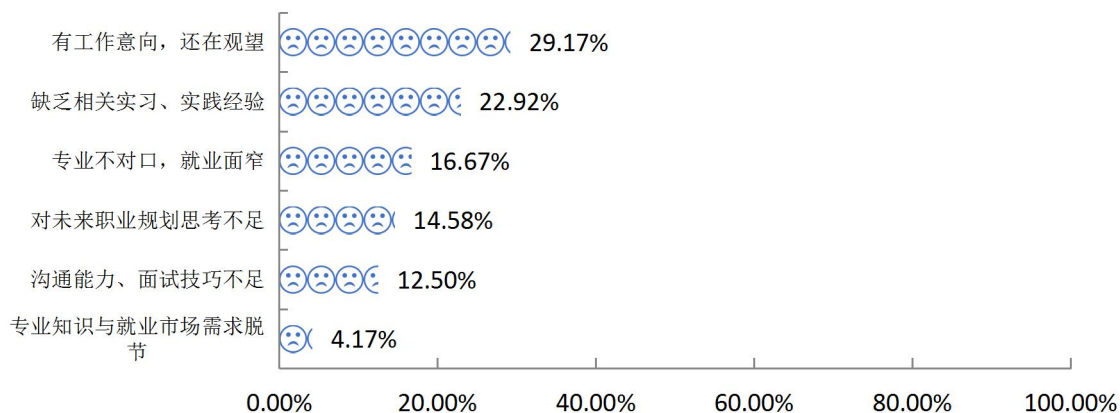 有工作意向，还在观望
29.17%
缺乏相关实习、实践经验
22.92%
专业不对口，就业面窄
16.67%
对未来职业规划思考不足
14.58%
沟通能力、面试技巧不足
12.50%
专业知识与就业市场需求脱
节
4.17%
0.00% 20.00% 40.00% 60.00% 80.00% 100.00%